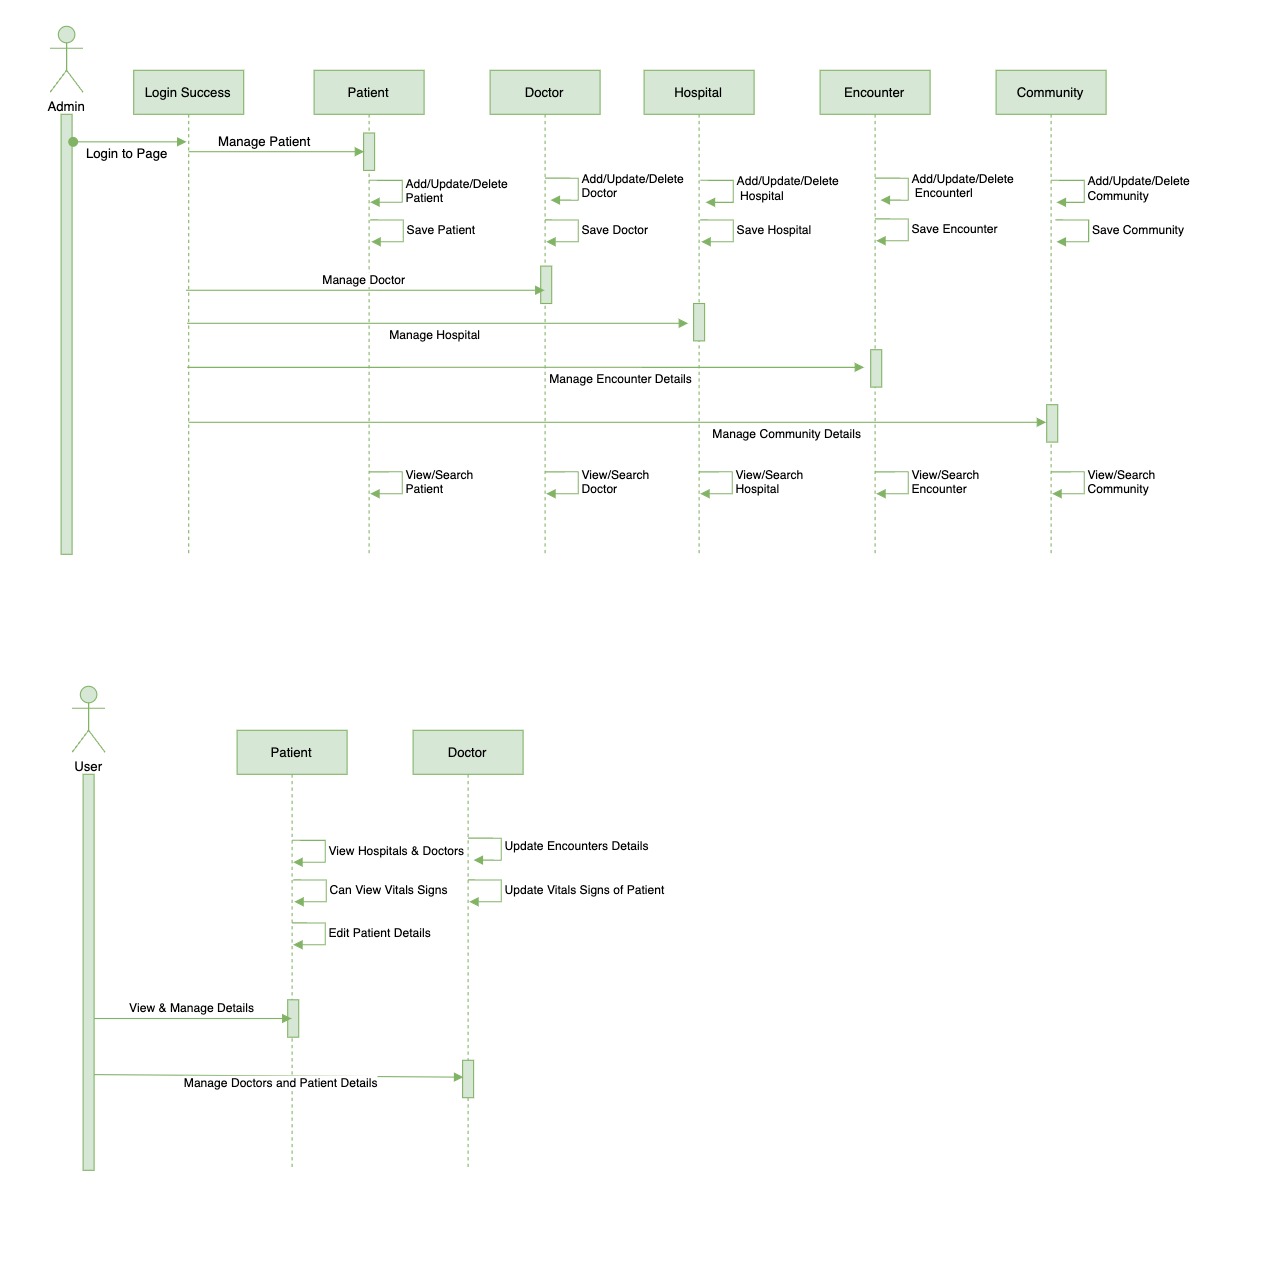 Admin
Login Success
Patient
Doctor
Hospital
Encounter
Community
Login to Page
Manage Patient
Add/Update/Delete
Patient
Add/Update/Delete
Doctor
Add/Update/Delete
Hospital
Add/Update/Delete
Encounterl
Add/Update/Delete
Community
Save Patient
Save Doctor
Save Hospital
Save Encounter
Save Community
Manage Doctor
Manage Hospital
Manage Encounter Details
Manage Community Details
View/Search
Patient
View/Search
Doctor
View/Search
Hospital
View/Search
Encounter
View/Search
Community
User
Patient
Doctor
View Hospitals & Doctors
Update Encounters Details
Can View Vitals Signs
Update Vitals Signs of Patient
Edit Patient Details
View & Manage Details
Manage Doctors and Patient Details